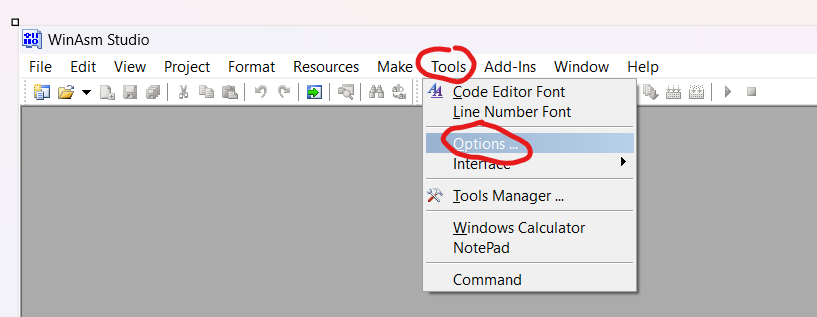 WinAsm Studio
File Edit View Project Format Resources Make Tools Add-Ins Window Help
Code Editor Font
Line Number Font
Options ...
Interface
Tools Manager ...
Windows Calculator
NotePad
Command